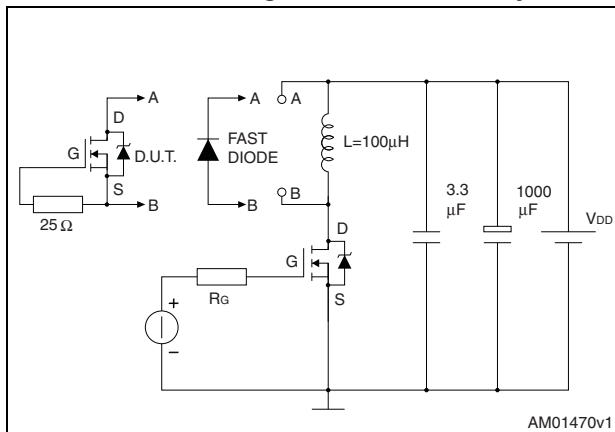 A
D
G
D.U.T.
S
B
25 Ω
A
FAST
DIODE
B
A
L=100µH
B
D
G
S
RG
+
-
3.3
µF
1000
µF
VDD
AM01470v1